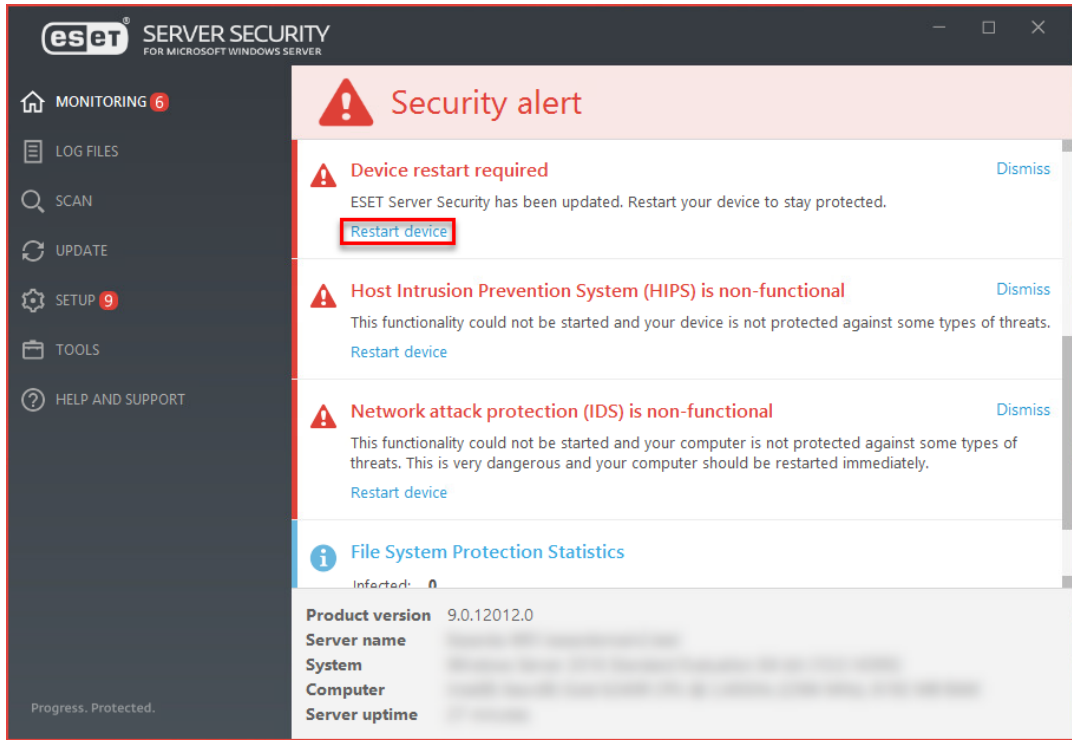 eset® SERVER SECURITY
FOR MICROSOFT WINDOWS SERVER
MONITORING 6
LOG FILES
SCAN
UPDATE
SETUP 9
TOOLS
HELP AND SUPPORT
Progress. Protected.
Security alert
Device restart required Dismiss
ESET Server Security has been updated. Restart your device to stay protected.
Restart device
Host Intrusion Prevention System (HIPS) is non-functional Dismiss
This functionality could not be started and your device is not protected against some types of threats.
Restart device
Network attack protection (IDS) is non-functional Dismiss
This functionality could not be started and your computer is not protected against some types of
threats. This is very dangerous and your computer should be restarted immediately.
Restart device
File System Protection Statistics
Infected: 0
Product version 9.0.12012.0
Server name
System
Computer
Server uptime